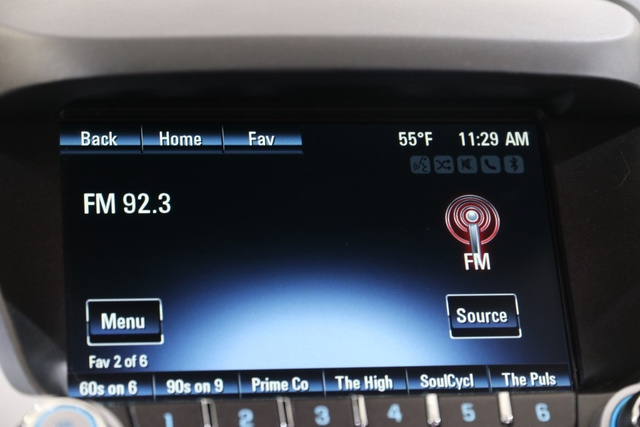 Back Home Fav 55°F 11:29 AM
FM 92.3
FM
Menu Source
Fav 2 of 6
60s on 6 90s on 9 Prime Co The High SoulCycl The Puls
1 2 3 4 5 6